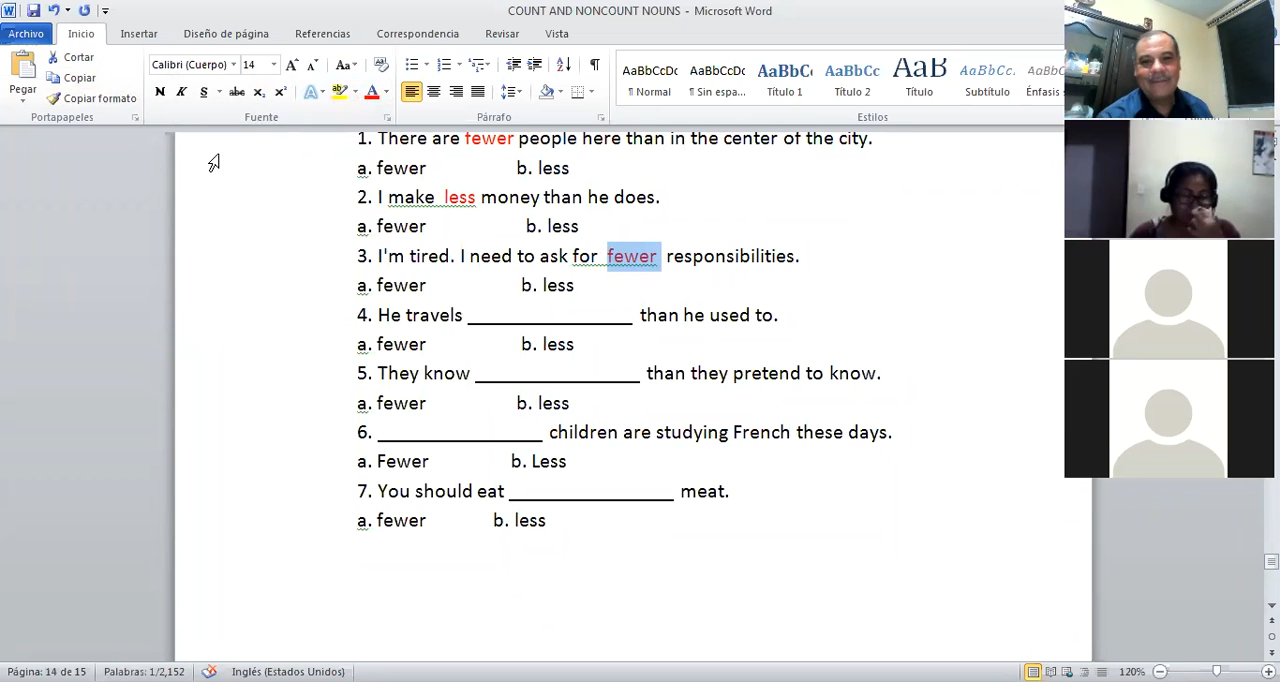 COUNT AND NONCOUNT NOUNS - Microsoft Word
Archivo Inicio Insertar Diseño de página Referencias Correspondencia Revisar Vista
Pegar Cortar
Copiar
Copiar formato
Portapapeles
Calibri (Cuerpo) 14
Fuente
Párrafo
AaBbCcDc AaBbCcDc AaBbC AaBbCc AaB AaBbCc.
¶ Normal ¶ Sin espa... Título 1 Título 2 Título Subtítulo Énfasis
Estilos
1. There are fewer people here than in the center of the city.
a. fewer b. less
2. I make less money than he does.
a. fewer b. less
3. I'm tired. I need to ask for fewer responsibilities.
a. fewer b. less
4. He travels ________________ than he used to.
a. fewer b. less
5. They know ________________ than they pretend to know.
a. fewer b. less
6. ________________ children are studying French these days.
a. Fewer b. Less
7. You should eat ________________ meat.
a. fewer b. less
Página: 14 de 15 Palabras: 1/2,152 Inglés (Estados Unidos) 120%